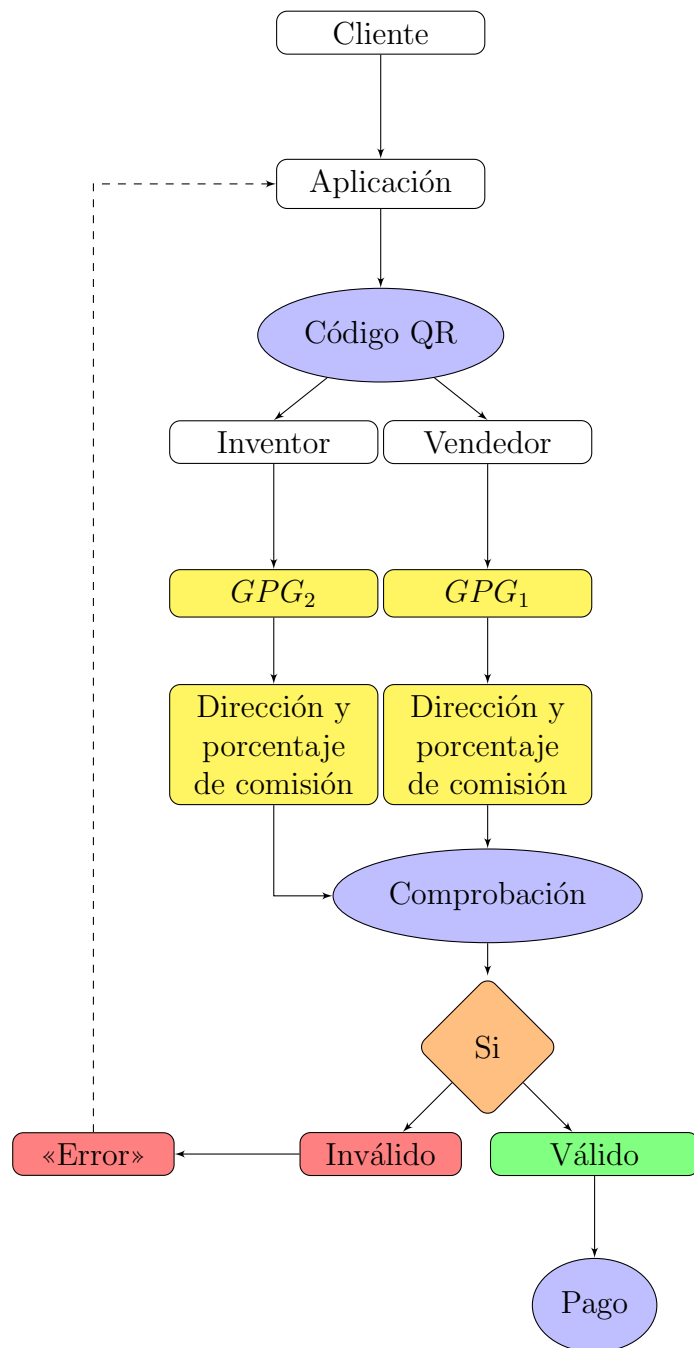 Cliente
Aplicación
Código QR
Inventor
Vendedor
GPG₂
GPG₁
Dirección y
porcentaje
de comisión
Dirección y
porcentaje
de comisión
Comprobación
Si
«Error»
Inválido
Válido
Pago